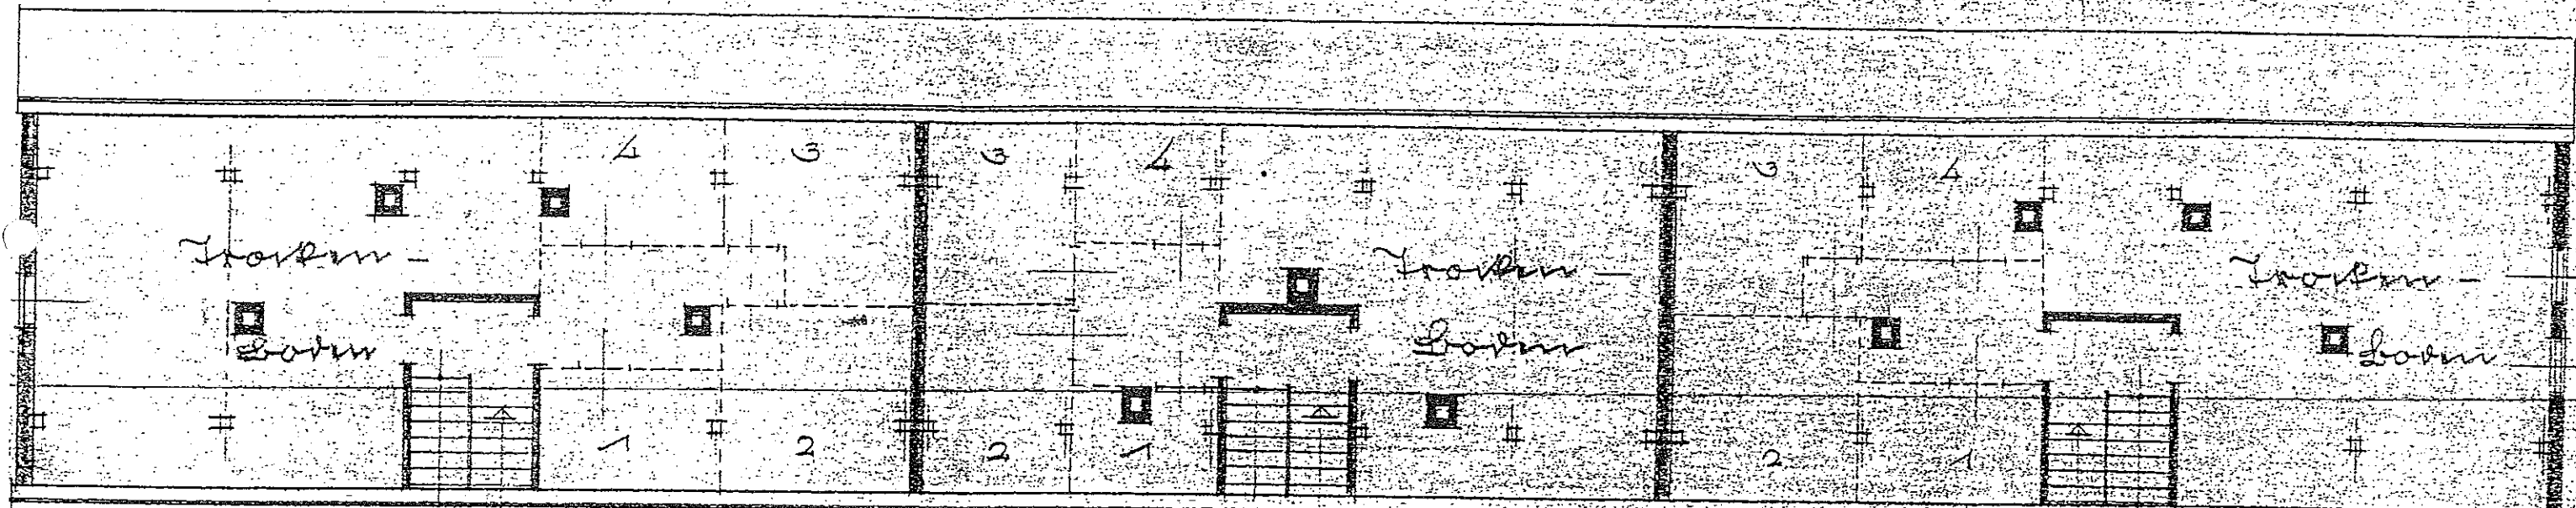 4 3 3 4 3 4
Trocken- Trocken- Trocken-
boden boden boden
1 2 2 1 2 1